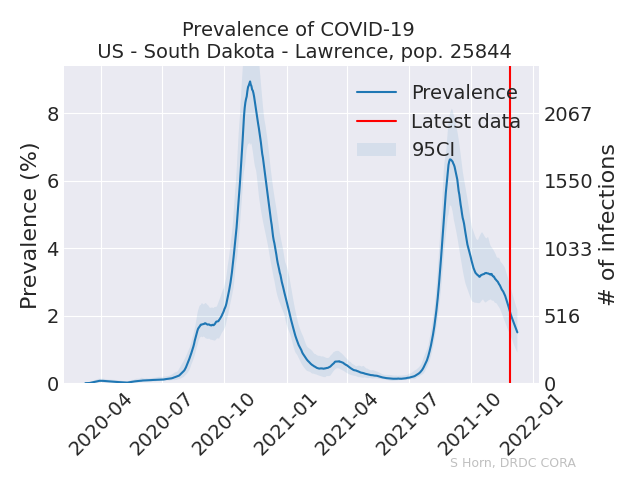 Prevalence of COVID-19
US - South Dakota - Lawrence, pop. 25844
Prevalence
Latest data
95CI
Prevalence (%)
8
6
4
2
0
# of infections
2067
1550
1033
516
0
2020-04
2020-07
2020-10
2021-01
2021-04
2021-07
2021-10
2022-01
S Horn, DRDC CORA